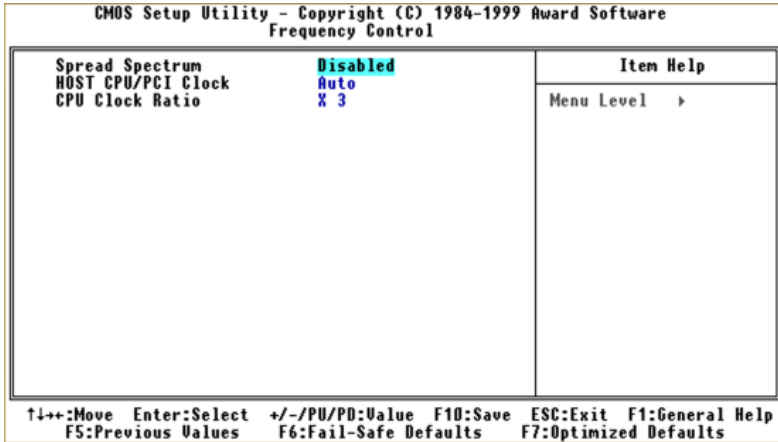 CMOS Setup Utility - Copyright (C) 1984-1999 Award Software
Frequency Control
Spread Spectrum Disabled
HOST CPU/PCI Clock Auto
CPU Clock Ratio X 3
Item Help
Menu Level ▸
↑↓→←:Move Enter:Select +/-/PU/PD:Value F10:Save ESC:Exit F1:General Help
F5:Previous Values F6:Fail-Safe Defaults F7:Optimized Defaults